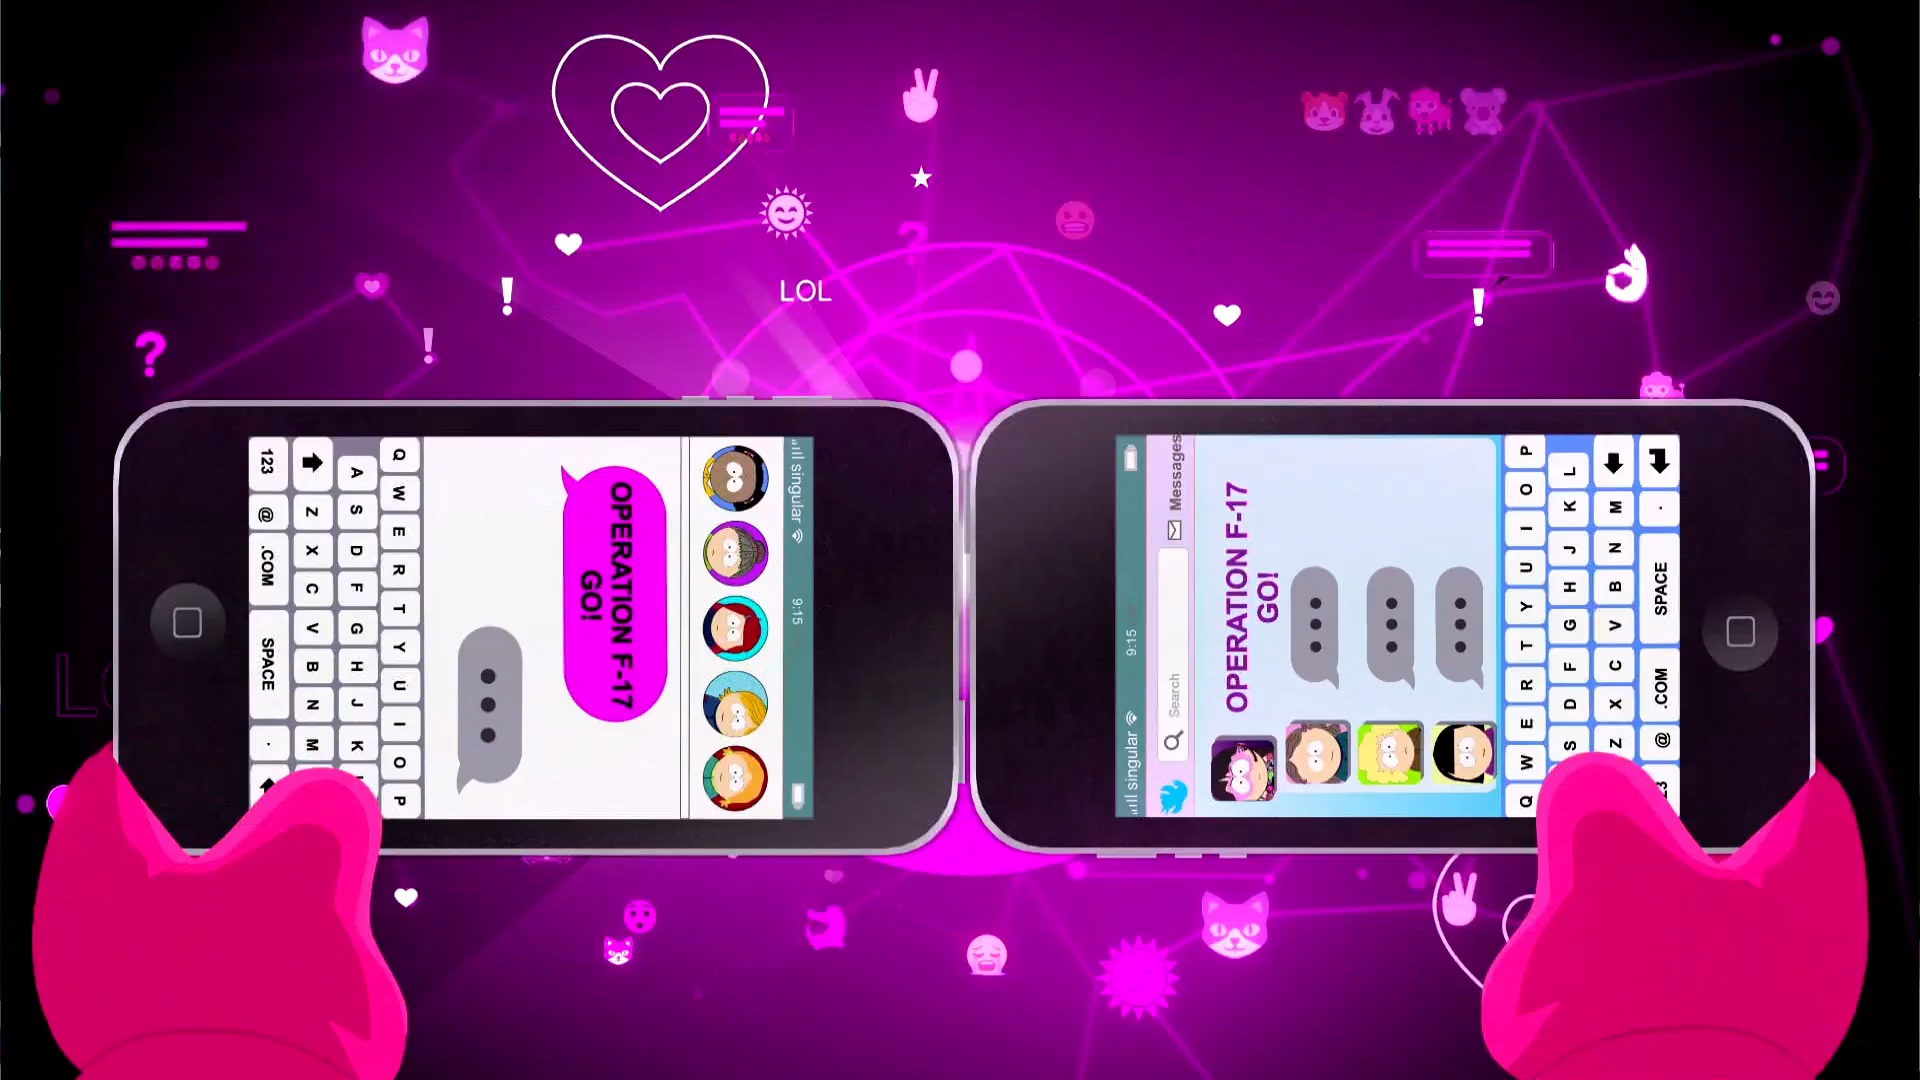 LOL
singular
9:15
OPERATION F-17
GO!
Q W E R T Y U I O P
A S D F G H J K
Z X C V B N M
123 @ .COM SPACE .
singular
9:15
Search
Messages
OPERATION F-17
GO!
Q W E R T Y U I O P
S D F G H J K L
Z X C V B N M
@ .COM SPACE .